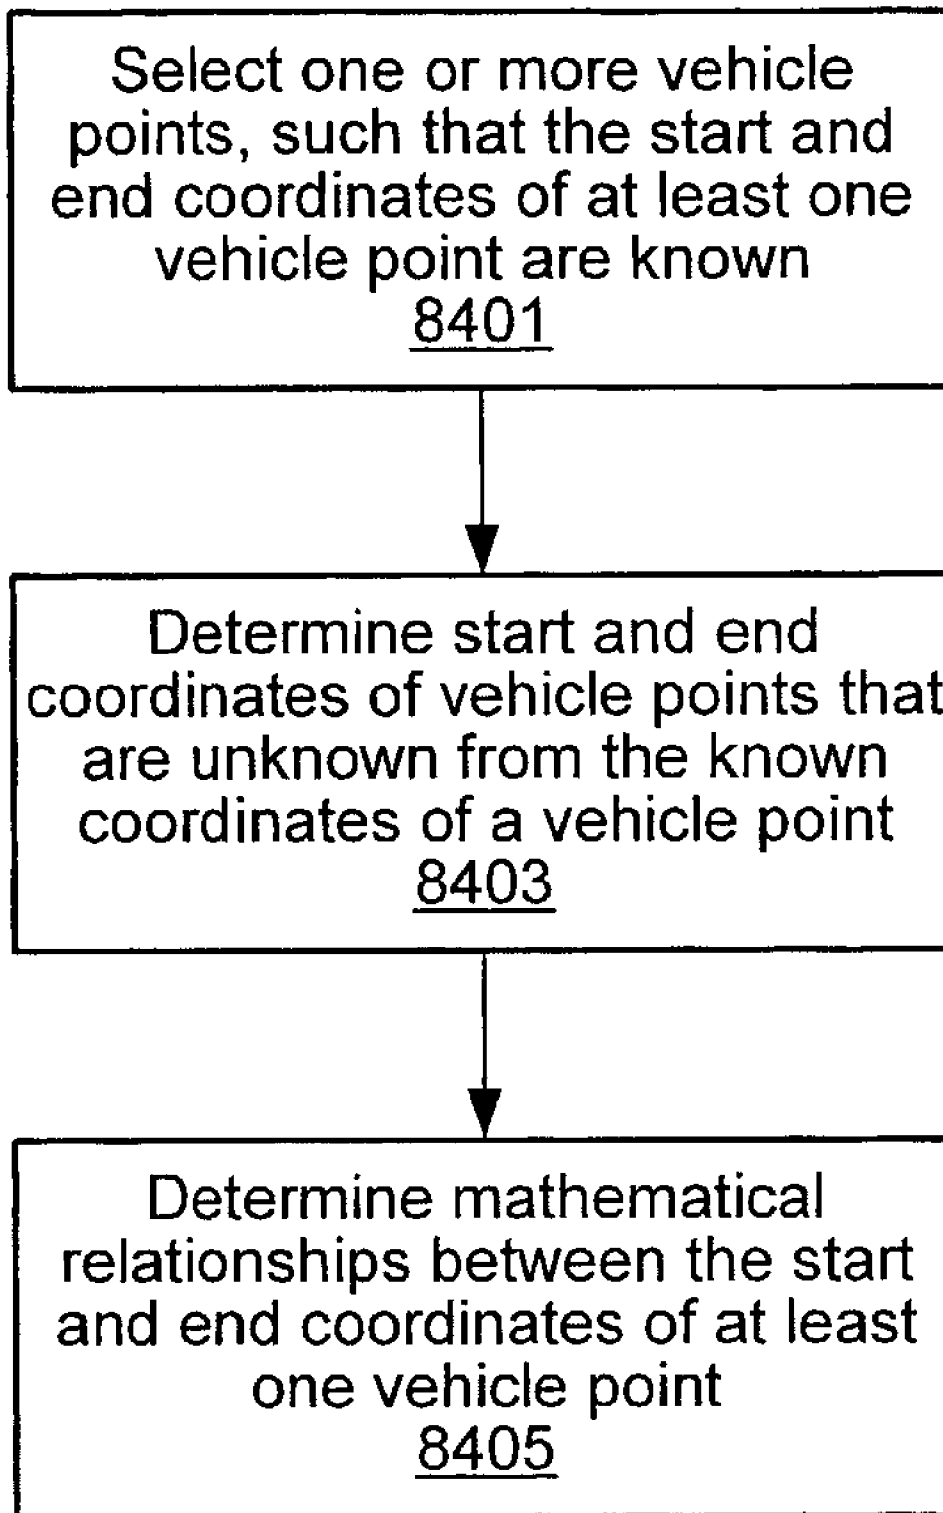 Select one or more vehicle
points, such that the start and
end coordinates of at least one
vehicle point are known
8401
Determine start and end
coordinates of vehicle points that
are unknown from the known
coordinates of a vehicle point
8403
Determine mathematical
relationships between the start
and end coordinates of at least
one vehicle point
8405